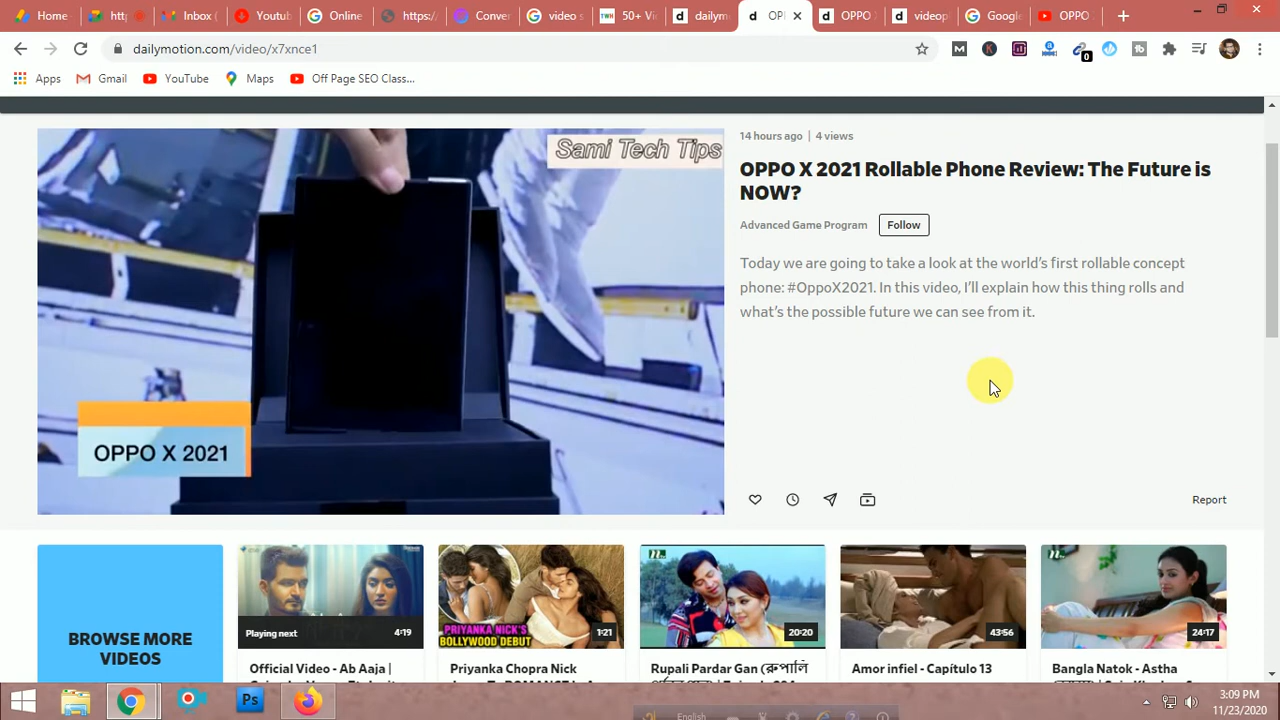 Home
http
Inbox (
Youtub
Online
https:/
Conver
video s
50+ Vi
dailym
OPP
OPPO
videop
Google
OPPO
dailymotion.com/video/x7xnce1
0
Apps
Gmail
YouTube
Maps
Off Page SEO Class...
Sami Tech Tips
OPPO X 2021
14 hours ago | 4 views
OPPO X 2021 Rollable Phone Review: The Future is
NOW?
Advanced Game Program
Follow
Today we are going to take a look at the world's first rollable concept
phone: #OppoX2021. In this video, I'll explain how this thing rolls and
what's the possible future we can see from it.
Report
BROWSE MORE
VIDEOS
Playing next
4:19
PRIYANKA NICK'S
BOLLYWOOD DEBUT
1:21
20:20
43:56
24:17
Official Video - Ab Aaja |
Priyanka Chopra Nick
Rupali Pardar Gan (রুপালি
Amor infiel - Capítulo 13
Bangla Natok - Astha
Ps
English
3:09 PM
11/23/2020